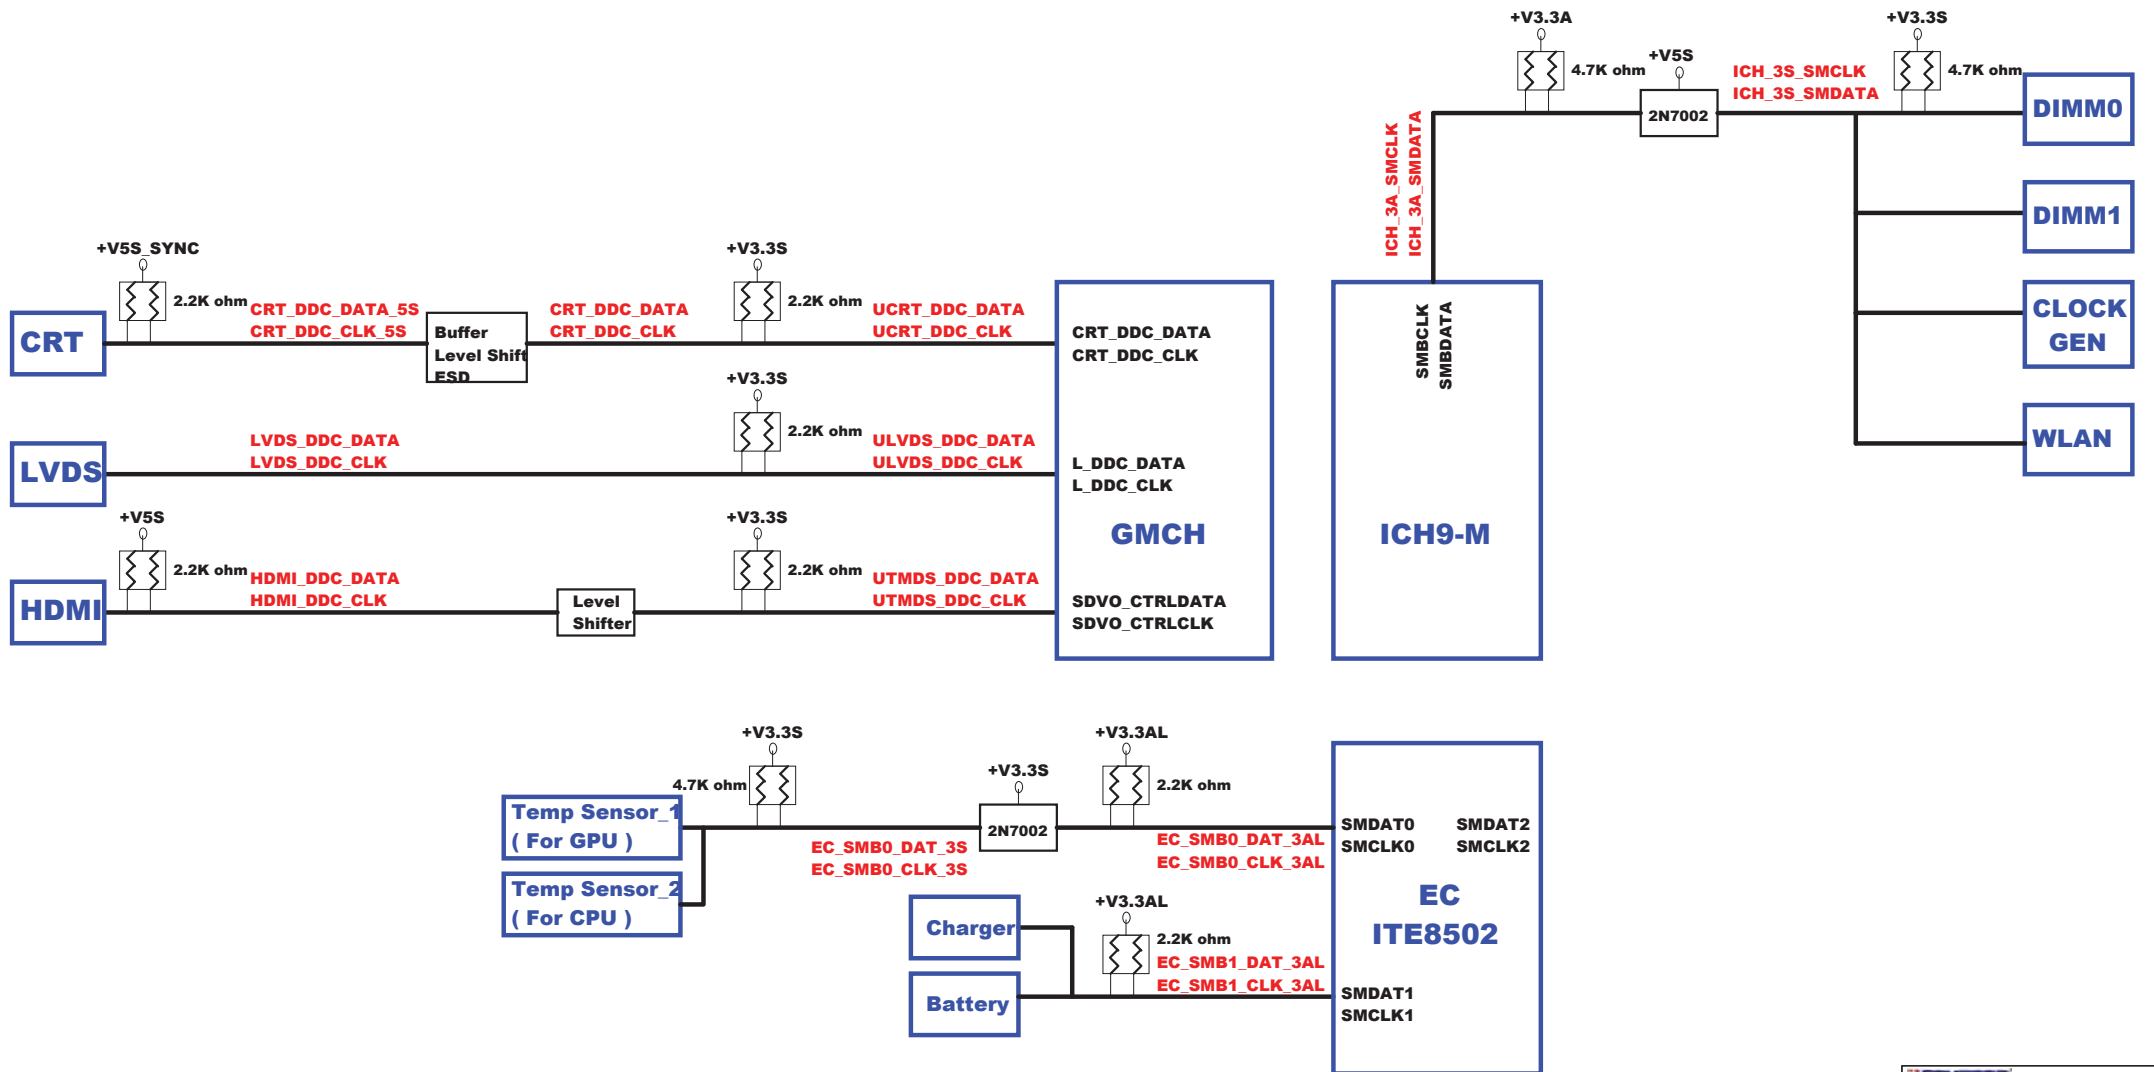 +V3.3A
+V3.3S
4.7K ohm
+V5S
ICH_3S_SMCLK
ICH_3S_SMDATA
4.7K ohm
2N7002
DIMM0
ICH_3A_SMCLK
ICH_3A_SMDATA
DIMM1
CLOCK
GEN
WLAN
SMBCLK
SMBDATA
ICH9-M
+V5S_SYNC
2.2K ohm
CRT_DDC_DATA_5S
CRT_DDC_CLK_5S
CRT
Buffer
Level Shift
ESD
CRT_DDC_DATA
CRT_DDC_CLK
+V3.3S
2.2K ohm
UCRT_DDC_DATA
UCRT_DDC_CLK
CRT_DDC_DATA
CRT_DDC_CLK
+V3.3S
2.2K ohm
LVDS_DDC_DATA
LVDS_DDC_CLK
LVDS
ULVDS_DDC_DATA
ULVDS_DDC_CLK
L_DDC_DATA
L_DDC_CLK
GMCH
+V5S
2.2K ohm
HDMI_DDC_DATA
HDMI_DDC_CLK
HDMI
Level
Shifter
+V3.3S
2.2K ohm
UTMDS_DDC_DATA
UTMDS_DDC_CLK
SDVO_CTRLDATA
SDVO_CTRLCLK
+V3.3S
4.7K ohm
+V3.3S
+V3.3AL
2.2K ohm
Temp Sensor_1
( For GPU )
Temp Sensor_2
( For CPU )
2N7002
EC_SMB0_DAT_3S
EC_SMB0_CLK_3S
EC_SMB0_DAT_3AL
EC_SMB0_CLK_3AL
SMDAT0
SMCLK0
SMDAT2
SMCLK2
EC
ITE8502
Charger
Battery
+V3.3AL
2.2K ohm
EC_SMB1_DAT_3AL
EC_SMB1_CLK_3AL
SMDAT1
SMCLK1